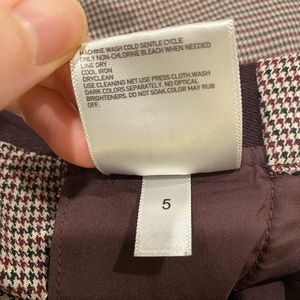 MACHINE WASH COLD GENTLE CYCLE
ONLY NON-CHLORINE BLEACH WHEN NEEDED
LINE DRY
COOL IRON
DRYCLEAN
USE CLEANING NET.USE PRESS CLOTH.WASH
DARK COLORS SEPARATELY. NO OPTICAL
BRIGHTENERS. DO NOT SOAK.COLOR MAY RUB
OFF.
5